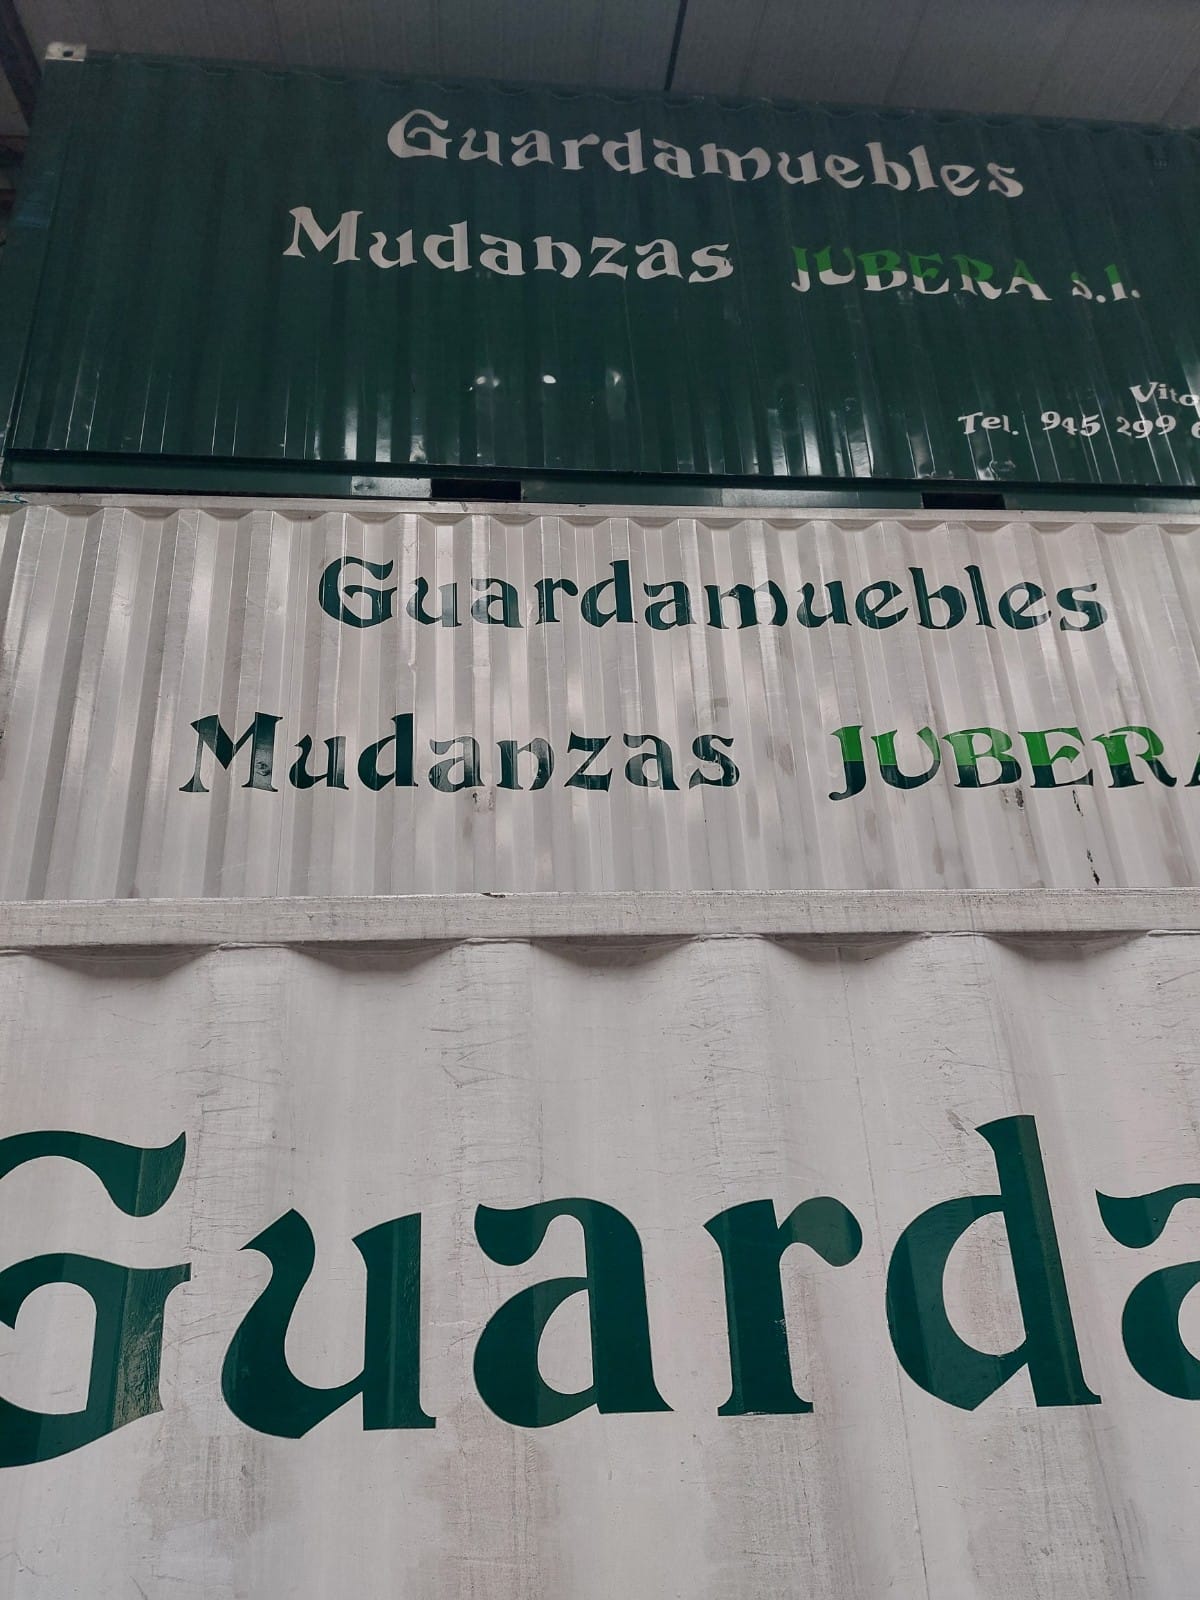 Guardamuebles
Mudanzas JUBERA s.l.
Tel. 945 299
Guardamuebles
Mudanzas JUBERA
Guarda